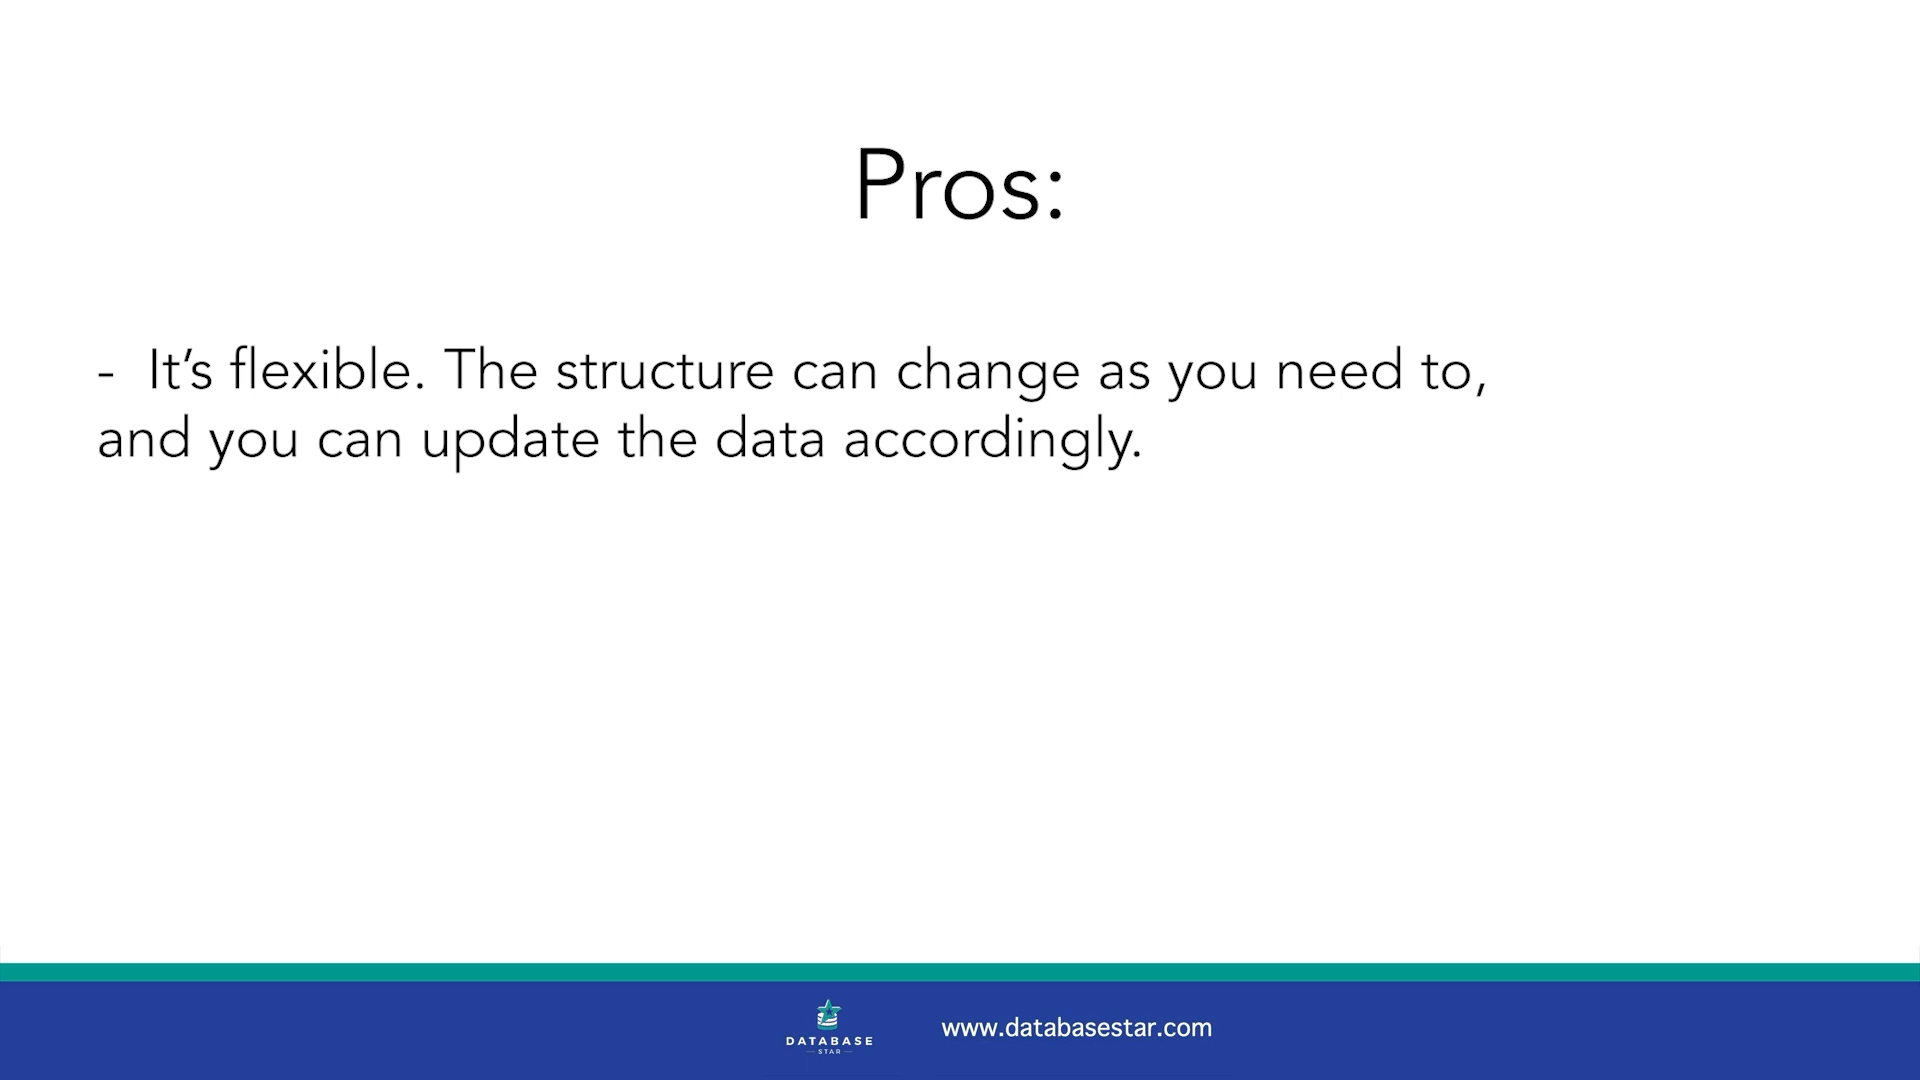 Pros:
- It’s flexible. The structure can change as you need to,
and you can update the data accordingly.
DATABASE
STAR
www.databasestar.com